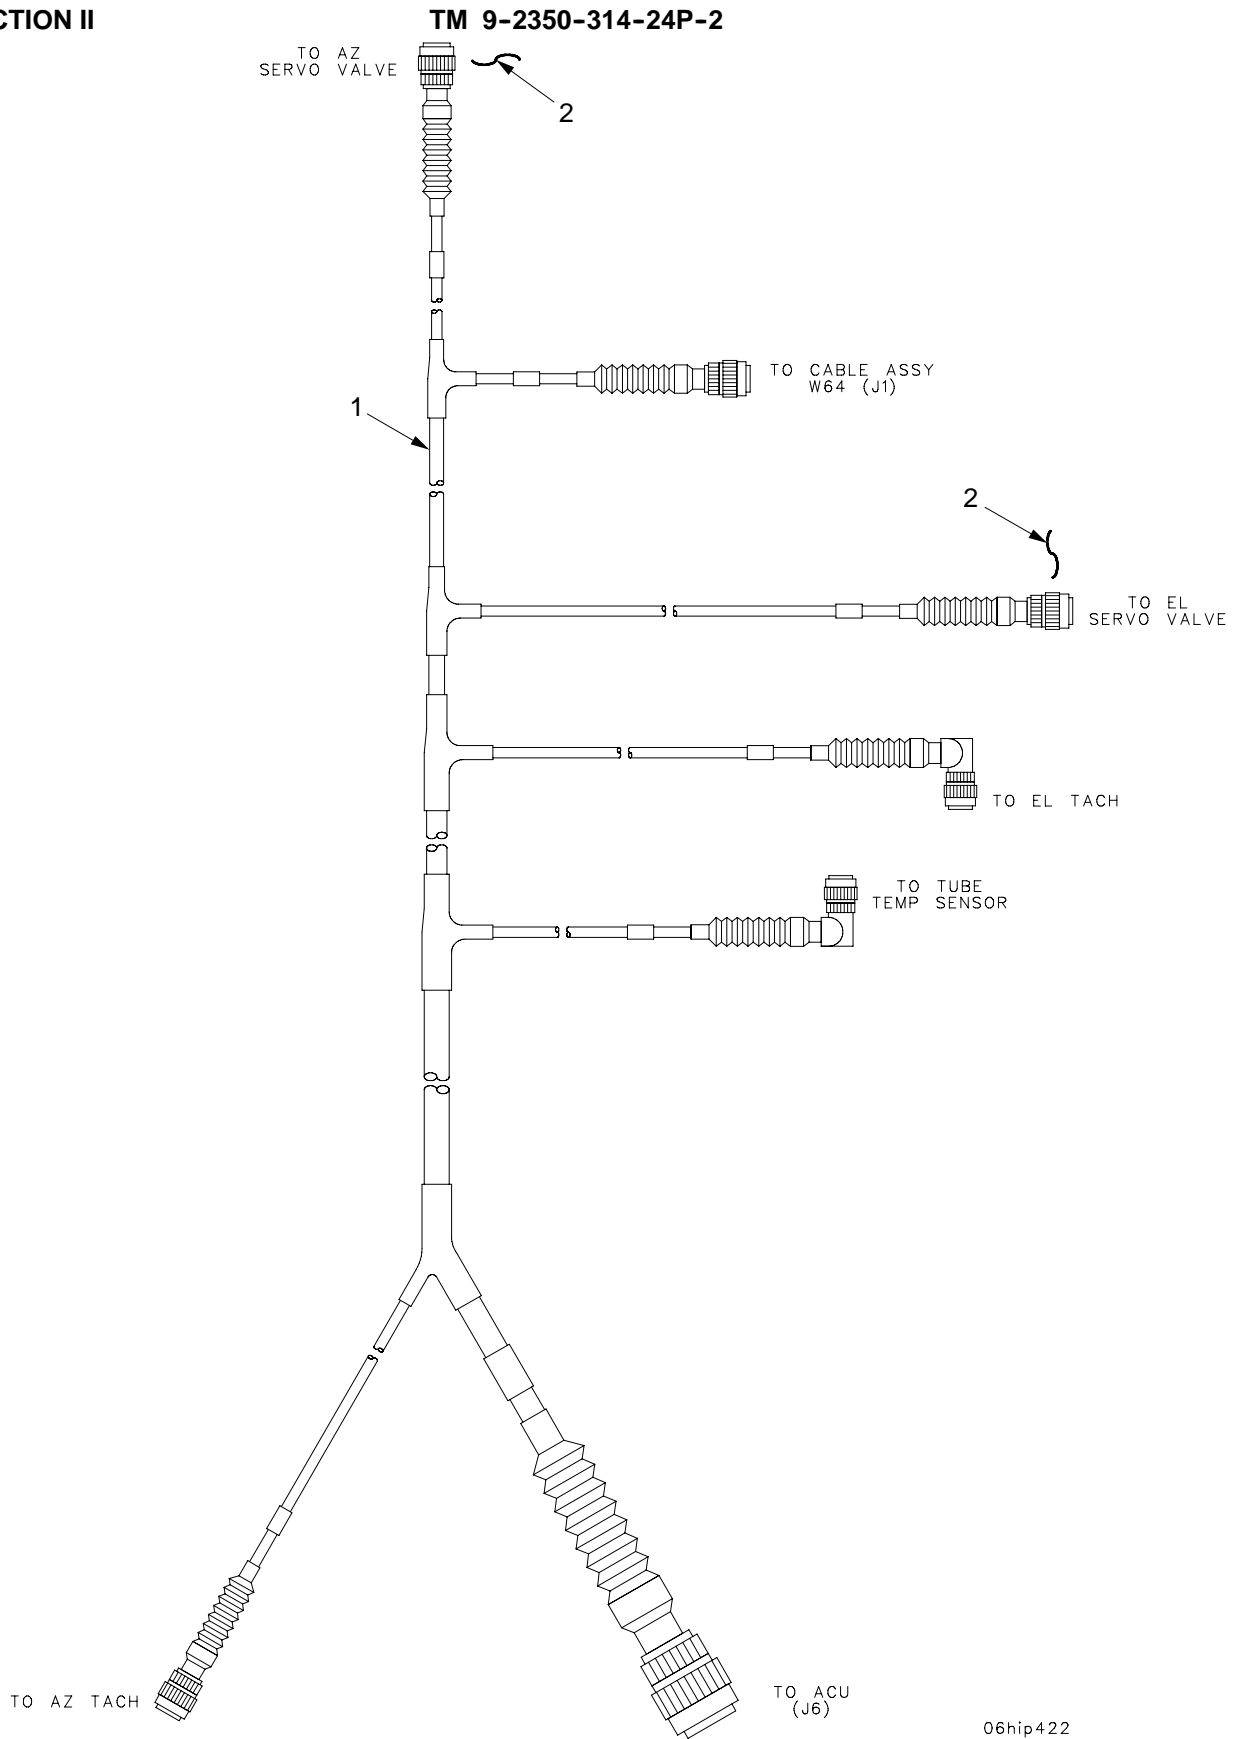 CTION II
TM 9-2350-314-24P-2
TO AZ
SERVO VALVE
2
TO CABLE ASSY
W64 (J1)
1
2
TO EL
SERVO VALVE
TO EL TACH
TO TUBE
TEMP SENSOR
TO AZ TACH
TO ACU
(J6)
06hip422